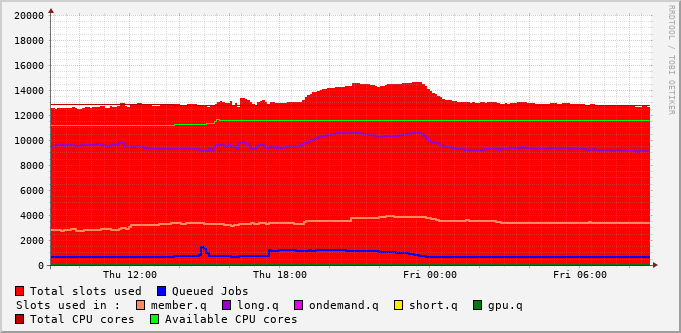 RRDTOOL / TOBI OETIKER
20000
18000
16000
14000
12000
10000
8000
6000
4000
2000
0
Thu 12:00 Thu 18:00 Fri 00:00 Fri 06:00
Total slots used Queued Jobs
Slots used in : member.q long.q ondemand.q short.q gpu.q
Total CPU cores Available CPU cores